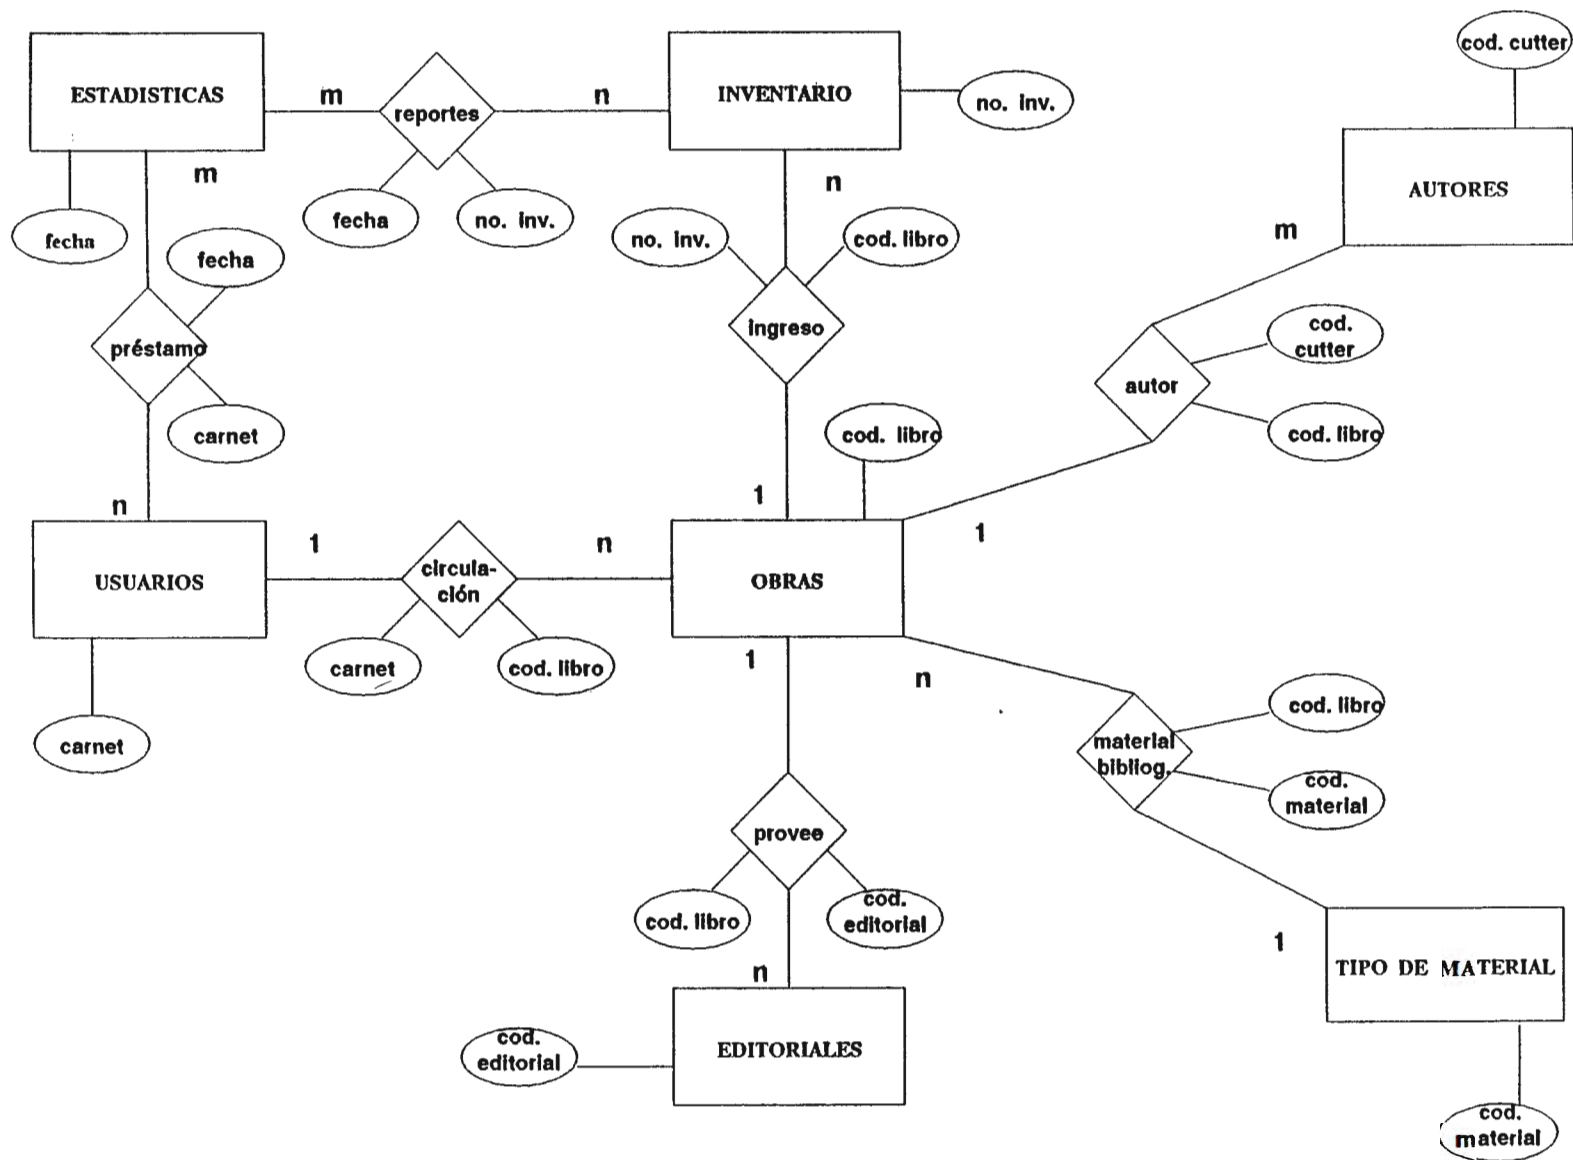 cod. cutter
ESTADISTICAS
m
reportes
n
INVENTARIO
no. inv.
AUTORES
m
n
fecha
fecha
no. inv.
no. inv.
cod. libro
m
fecha
préstamo
ingreso
cod.
cutter
autor
carnet
cod. libro
cod. libro
n
1
1
USUARIOS
1
circula-
ción
n
OBRAS
carnet
cod. libro
1
n
carnet
cod. libro
material
bibliog.
cod.
material
provee
cod. libro
cod.
editorial
n
1
TIPO DE MATERIAL
cod.
editorial
EDITORIALES
cod.
material